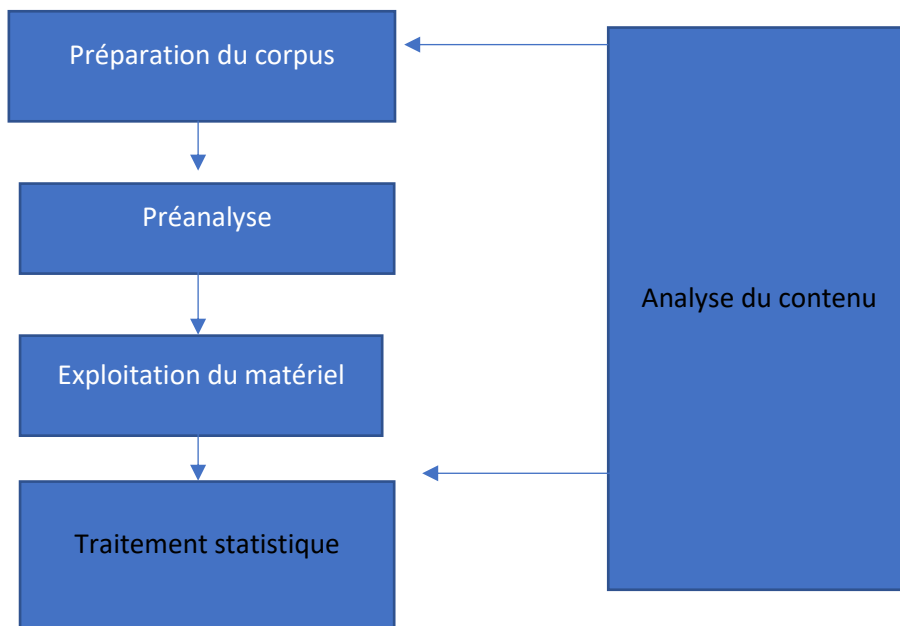 Préparation du corpus
Préanalyse
Exploitation du matériel
Traitement statistique
Analyse du contenu